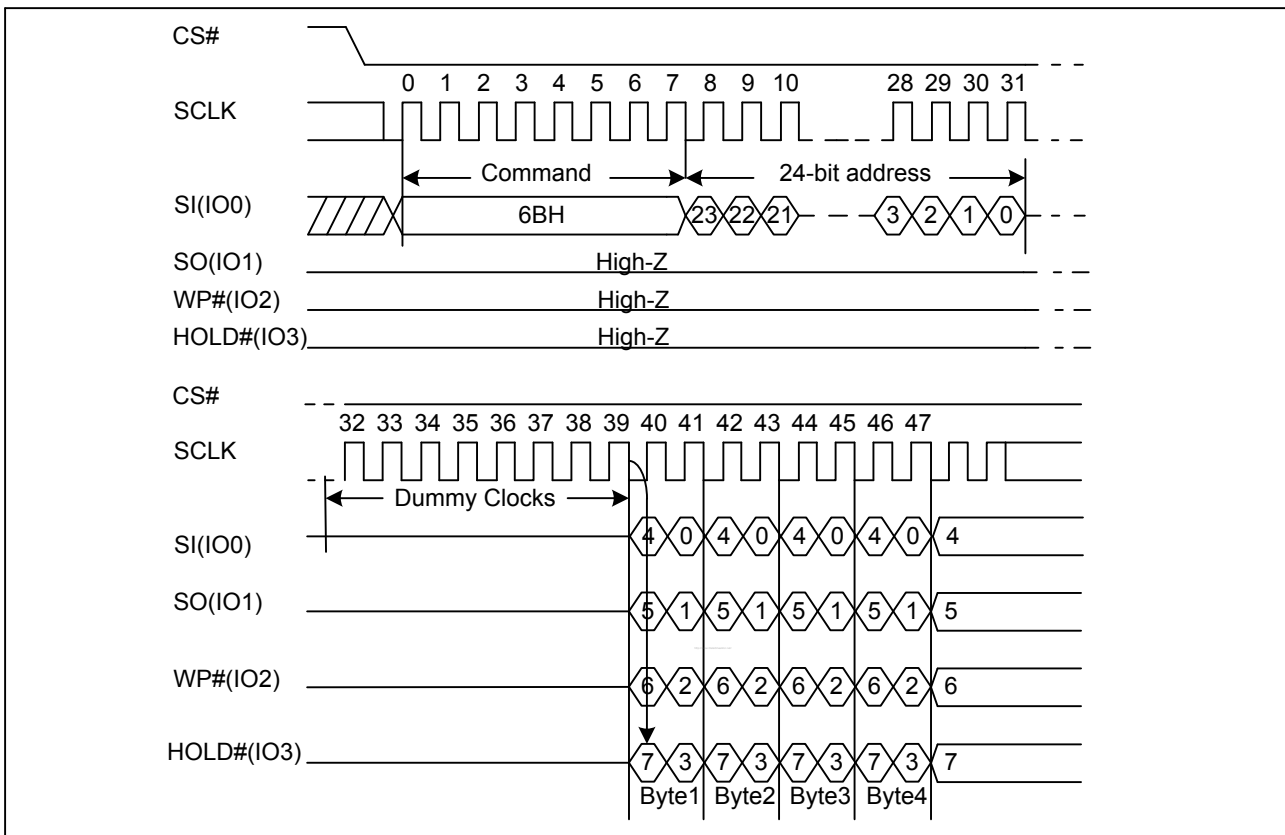 CS#
0 1 2 3 4 5 6 7 8 9 10 28 29 30 31
SCLK
Command 24-bit address
SI(IO0) 6BH 23 22 21 3 2 1 0
SO(IO1) High-Z
WP#(IO2) High-Z
HOLD#(IO3) High-Z
CS#
32 33 34 35 36 37 38 39 40 41 42 43 44 45 46 47
SCLK
Dummy Clocks
SI(IO0) 4 0 4 0 4 0 4 0 4
SO(IO1) 5 1 5 1 5 1 5 1 5
WP#(IO2) 6 2 6 2 6 2 6 2 6
HOLD#(IO3) 7 3 7 3 7 3 7 3 7
Byte1 Byte2 Byte3 Byte4